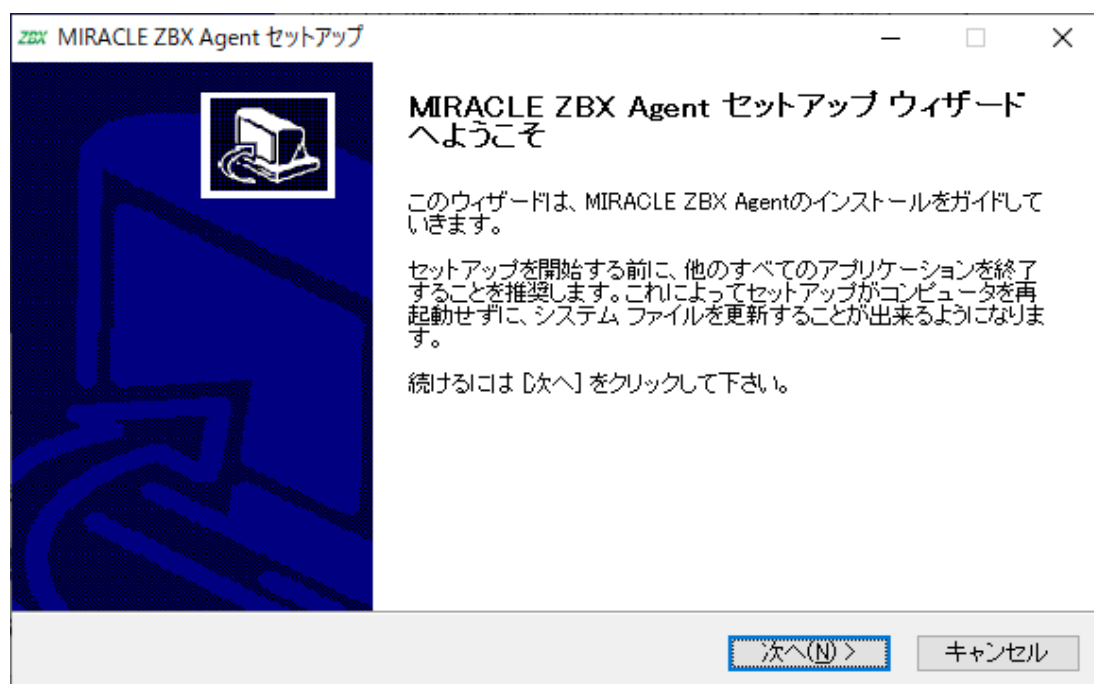 ZBX MIRACLE ZBX Agent セットアップ
MIRACLE ZBX Agent セットアップ ウィザード
へようこそ
このウィザードは、MIRACLE ZBX Agentのインストールをガイドして
いきます。
セットアップを開始する前に、他のすべてのアプリケーションを終了
することを推奨します。これによってセットアップがコンピュータを再
起動せずに、システム ファイルを更新することが出来るようになりま
す。
続けるには [次へ] をクリックして下さい。
次へ(N) >
キャンセル